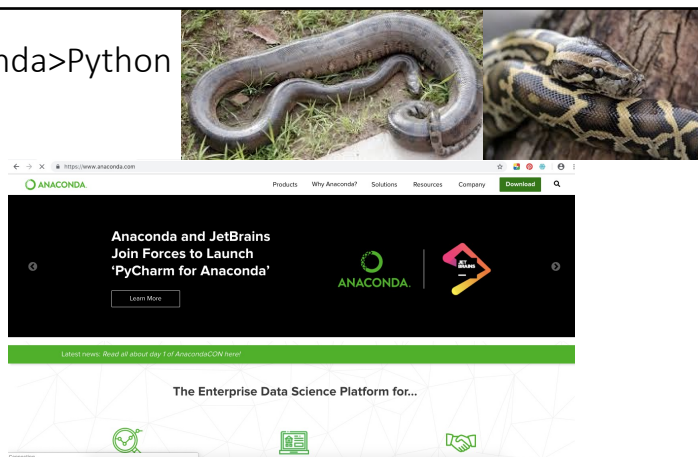 nda>Python
https://www.anaconda.com
ANACONDA.
Products Why Anaconda? Solutions Resources Company Download
Anaconda and JetBrains
Join Forces to Launch
'PyCharm for Anaconda'
Learn More
ANACONDA.
JET
BRAINS
Latest news: Read all about day 1 of AnacondaCON here!
The Enterprise Data Science Platform for...